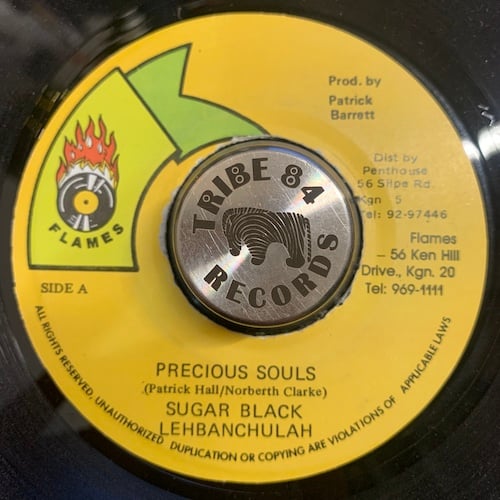 Prod. by
Patrick
Barrett
Dist by
Penthouse
56 Slipe Rd.
Kgn 5
Tel: 92-97446
Flames
– 56 Ken Hill
Drive., Kgn. 20
Tel: 969-1111
FLAMES
SIDE A
TRIBE 84
RECORDS
PRECIOUS SOULS
(Patrick Hall/Norberth Clarke)
SUGAR BLACK
LEHBANCHULAH
ALL RIGHTS RESERVED, UNAUTHORIZED DUPLICATION OR COPYING ARE VIOLATIONS OF APPLICABLE LAWS